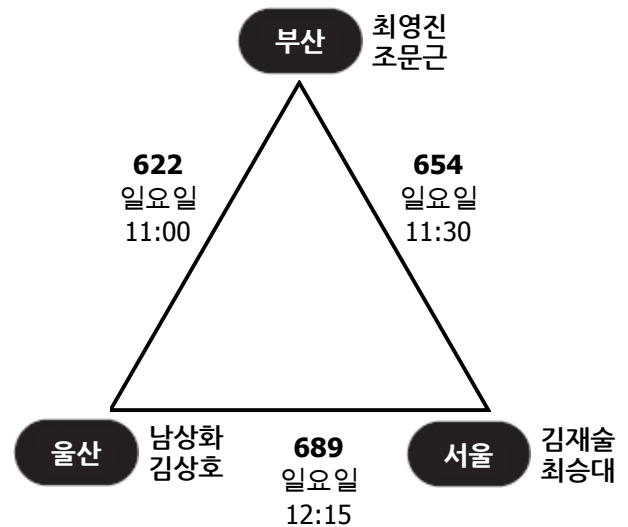 부산
최영진
조문근
622
일요일
11:00
654
일요일
11:30
울산
남상화
김상호
689
일요일
12:15
서울
김재술
최승대